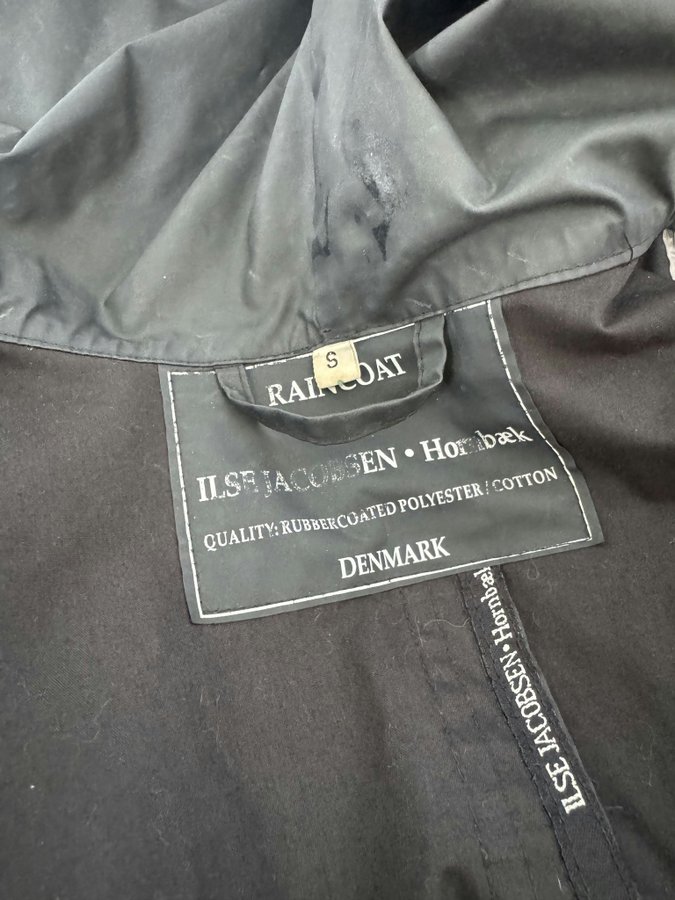 S
RAINCOAT
ILSE JACOBSEN • Hornbæk
QUALITY: RUBBERCOATED POLYESTER / COTTON
DENMARK
ILSE JACOBSEN • Hornbæk